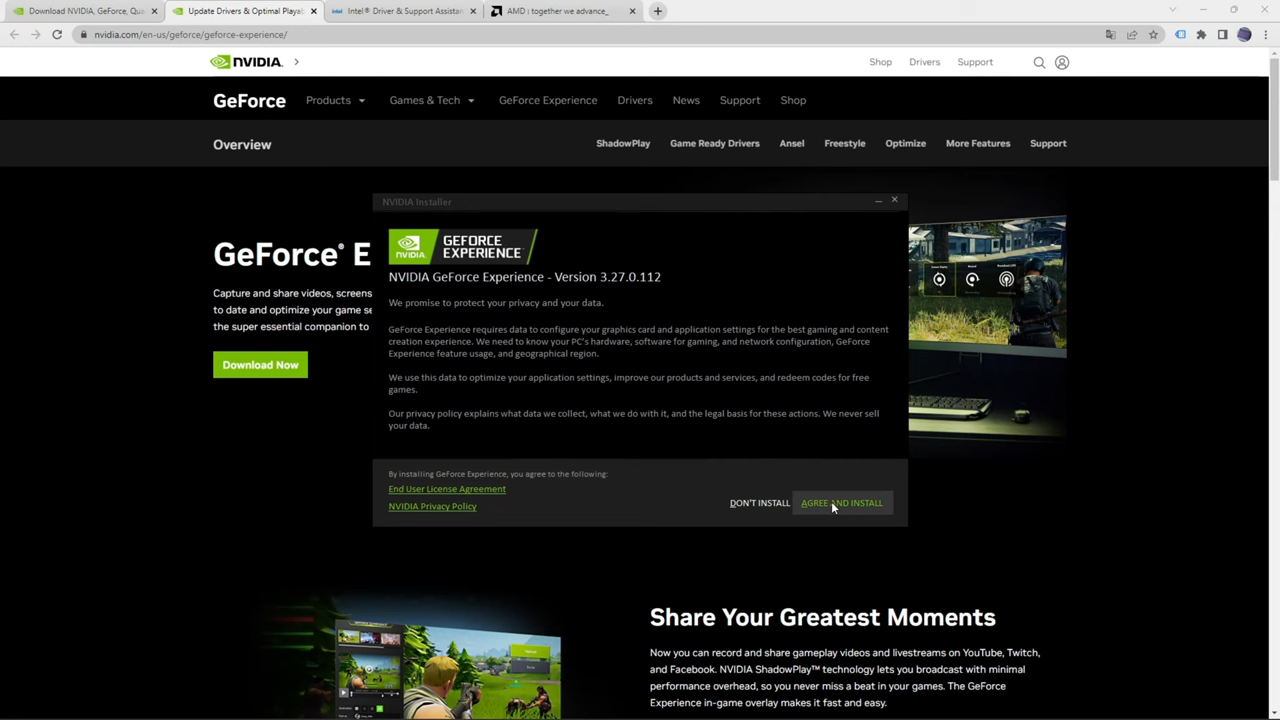 Download NVIDIA, GeForce, Qua
Update Drivers & Optimal Playab
Intel® Driver & Support Assistan
AMD | together we advance_
nvidia.com/en-us/geforce/geforce-experience/
NVIDIA.
Shop Drivers Support
GeForce Products Games & Tech GeForce Experience Drivers News Support Shop
Overview ShadowPlay Game Ready Drivers Ansel Freestyle Optimize More Features Support
NVIDIA Installer
NVIDIA. GEFORCE EXPERIENCE
NVIDIA GeForce Experience - Version 3.27.0.112
We promise to protect your privacy and your data.
GeForce Experience requires data to configure your graphics card and application settings for the best gaming and content
creation experience. We need to know your PC's hardware, software for gaming, and network configuration, GeForce
Experience feature usage, and geographical region.
We use this data to optimize your application settings, improve our products and services, and redeem codes for free
games.
Our privacy policy explains what data we collect, what we do with it, and the legal basis for these actions. We never sell
your data.
By installing GeForce Experience, you agree to the following:
End User License Agreement
NVIDIA Privacy Policy
DON'T INSTALL AGREE AND INSTALL
GeForce® E
Capture and share videos, screens
to date and optimize your game se
the super essential companion to
Download Now
Share Your Greatest Moments
Now you can record and share gameplay videos and livestreams on YouTube, Twitch,
and Facebook. NVIDIA ShadowPlay™ technology lets you broadcast with minimal
performance overhead, so you never miss a beat in your games. The GeForce
Experience in-game overlay makes it fast and easy.